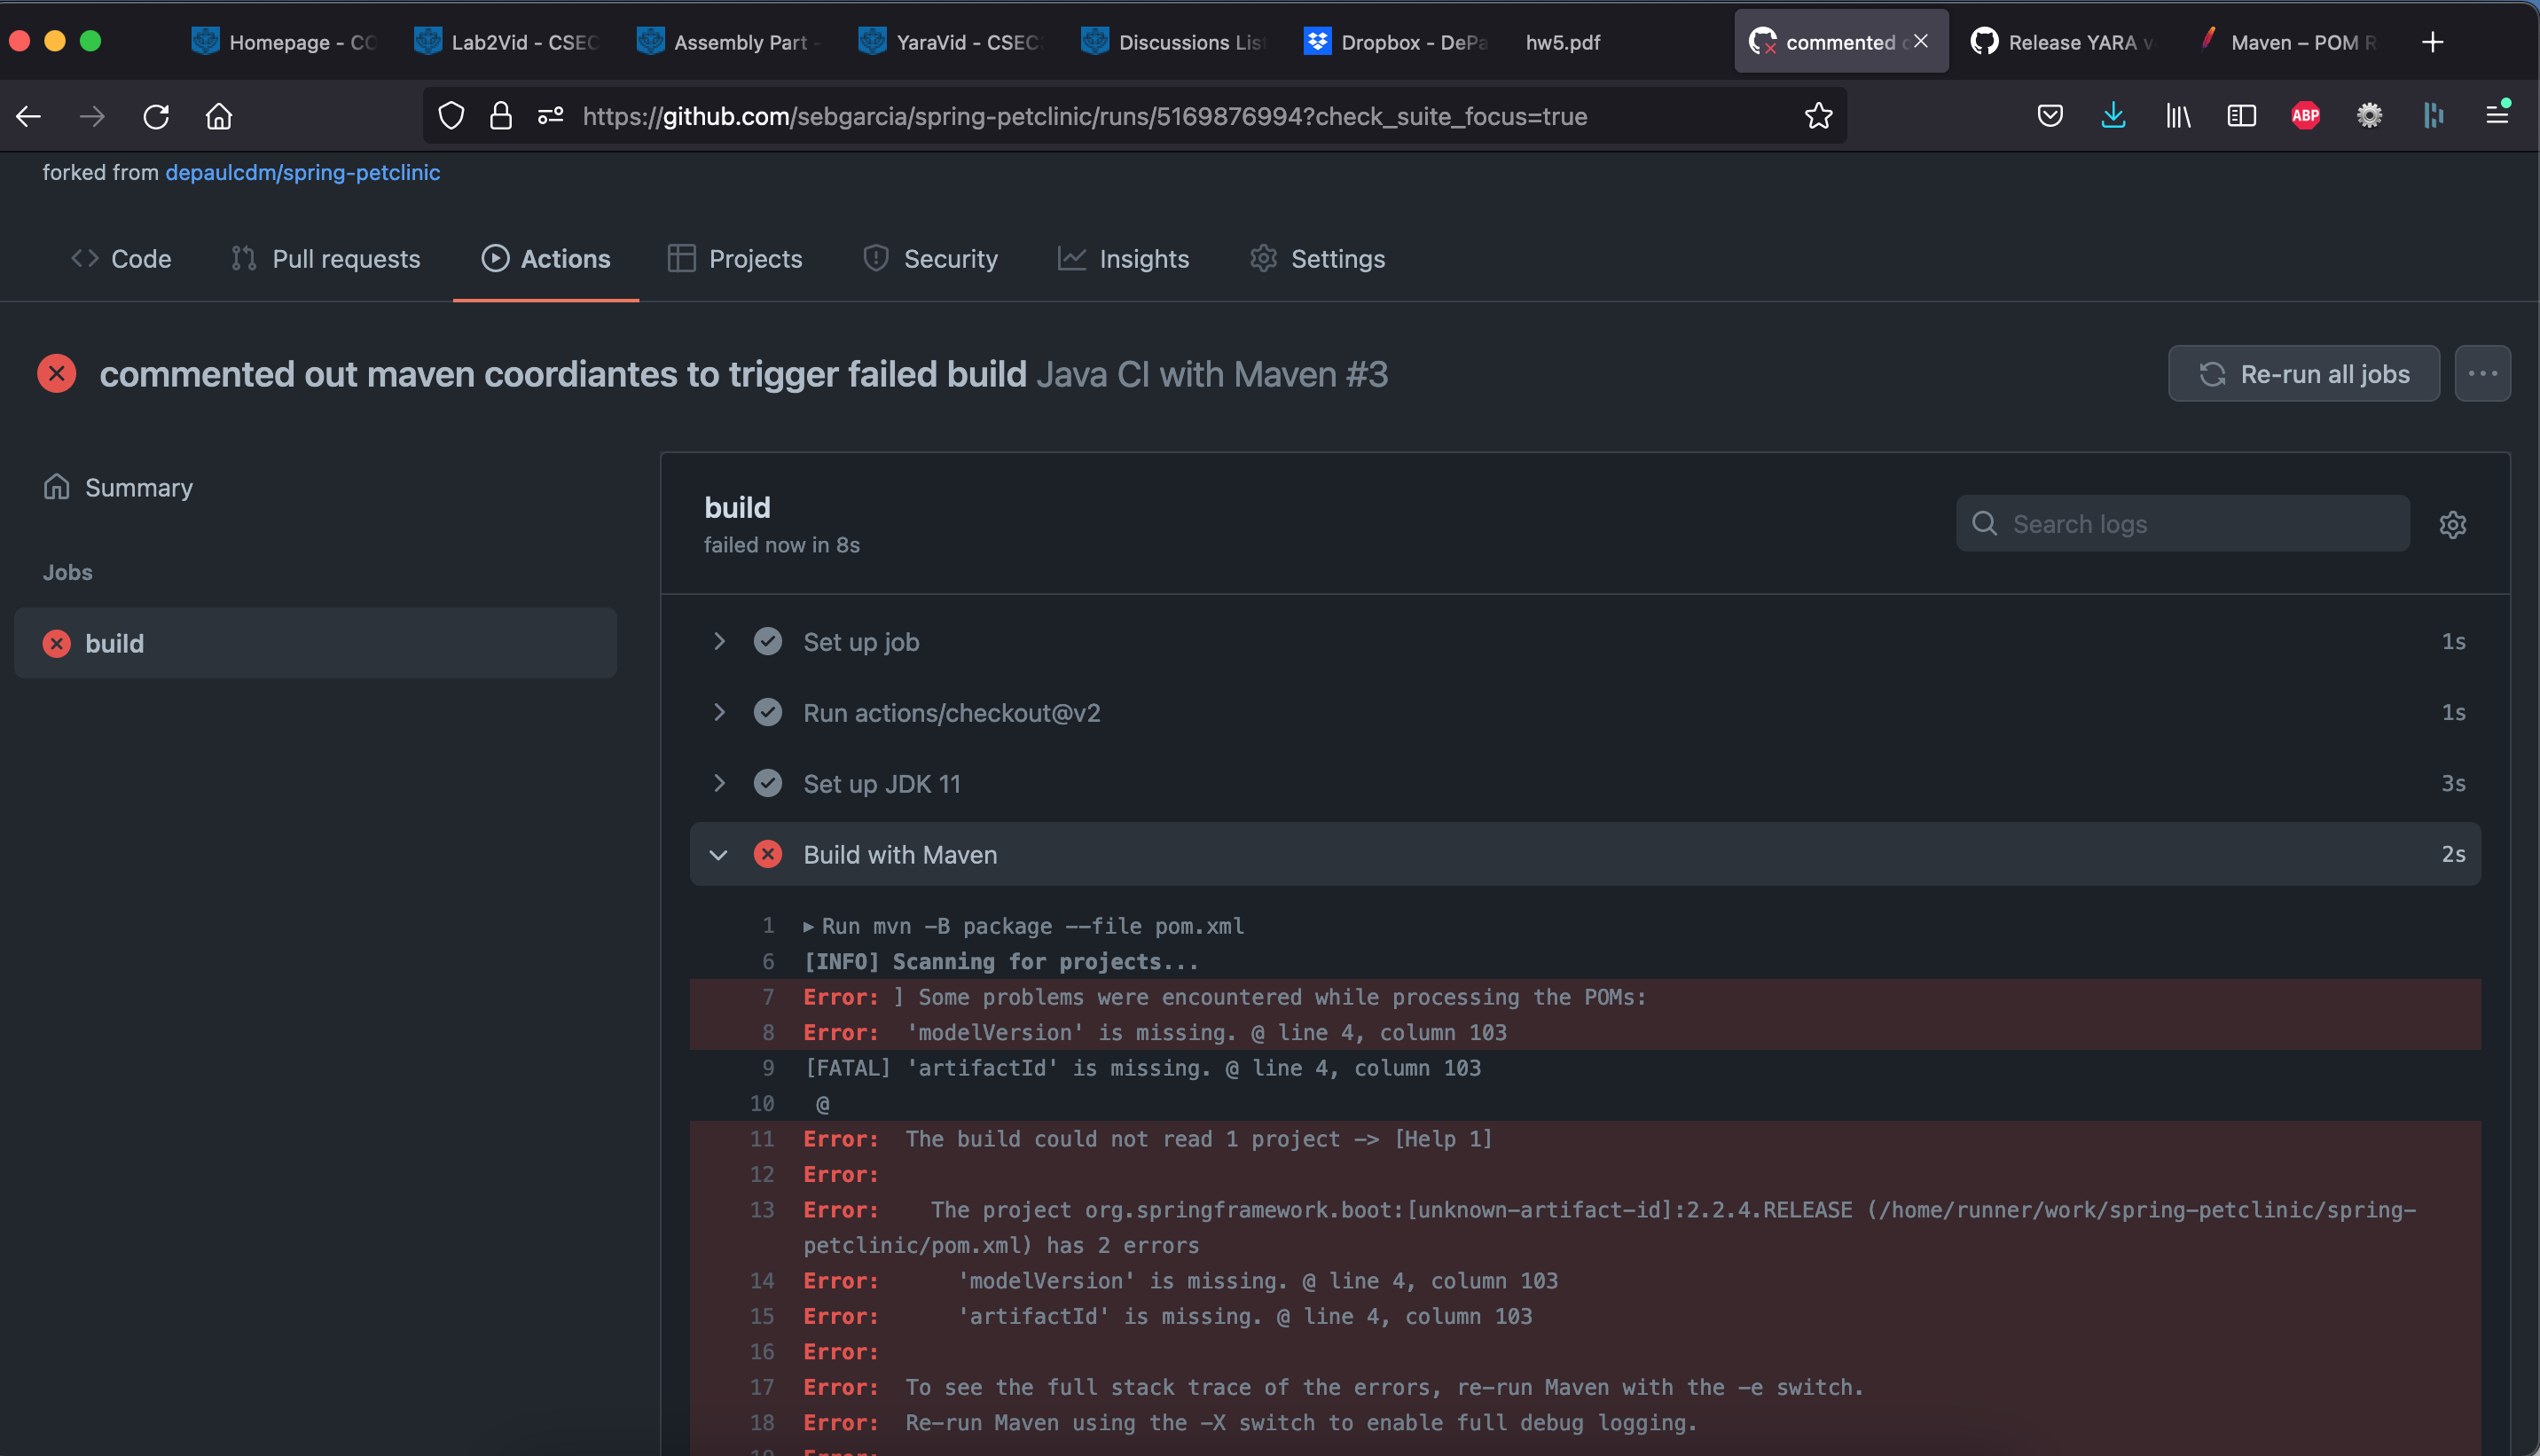 Homepage - CO
Lab2Vid - CSEC
Assembly Part -
YaraVid - CSEC
Discussions List
Dropbox - DePa
hw5.pdf
commented
Release YARA v
Maven – POM R
https://github.com/sebgarcia/spring-petclinic/runs/5169876994?check_suite_focus=true
ABP
forked from depaulcdm/spring-petclinic
Code
Pull requests
Actions
Projects
Security
Insights
Settings
commented out maven coordiantes to trigger failed build Java CI with Maven #3
Re-run all jobs
Summary
Jobs
build
build
failed now in 8s
Search logs
Set up job 1s
Run actions/checkout@v2 1s
Set up JDK 11 3s
Build with Maven 2s
1 Run mvn -B package --file pom.xml
6 [INFO] Scanning for projects...
7 Error: ] Some problems were encountered while processing the POMs:
8 Error: 'modelVersion' is missing. @ line 4, column 103
9 [FATAL] 'artifactId' is missing. @ line 4, column 103
10 @
11 Error: The build could not read 1 project -> [Help 1]
12 Error:
13 Error: The project org.springframework.boot:[unknown-artifact-id]:2.2.4.RELEASE (/home/runner/work/spring-petclinic/spring-
petclinic/pom.xml) has 2 errors
14 Error: 'modelVersion' is missing. @ line 4, column 103
15 Error: 'artifactId' is missing. @ line 4, column 103
16 Error:
17 Error: To see the full stack trace of the errors, re-run Maven with the -e switch.
18 Error: Re-run Maven using the -X switch to enable full debug logging.
19 Error: